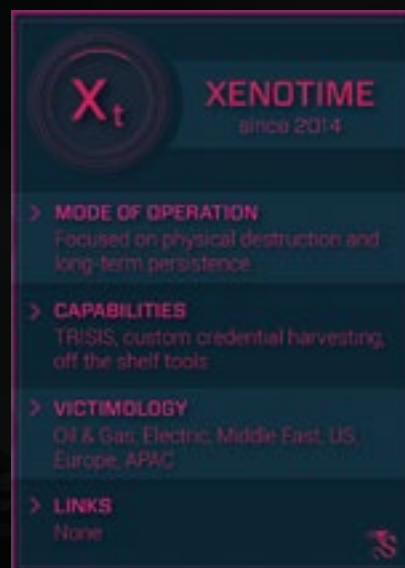 Xt
XENOTIME
since 2014
> MODE OF OPERATION
Focused on physical destruction and
long-term persistence
> CAPABILITIES
TRISIS, custom credential harvesting,
off the shelf tools
> VICTIMOLOGY
Oil & Gas, Electric, Middle East, US,
Europe, APAC
> LINKS
None